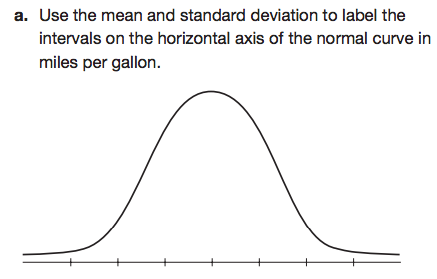 a. Use the mean and standard deviation to label the
intervals on the horizontal axis of the normal curve in
miles per gallon.